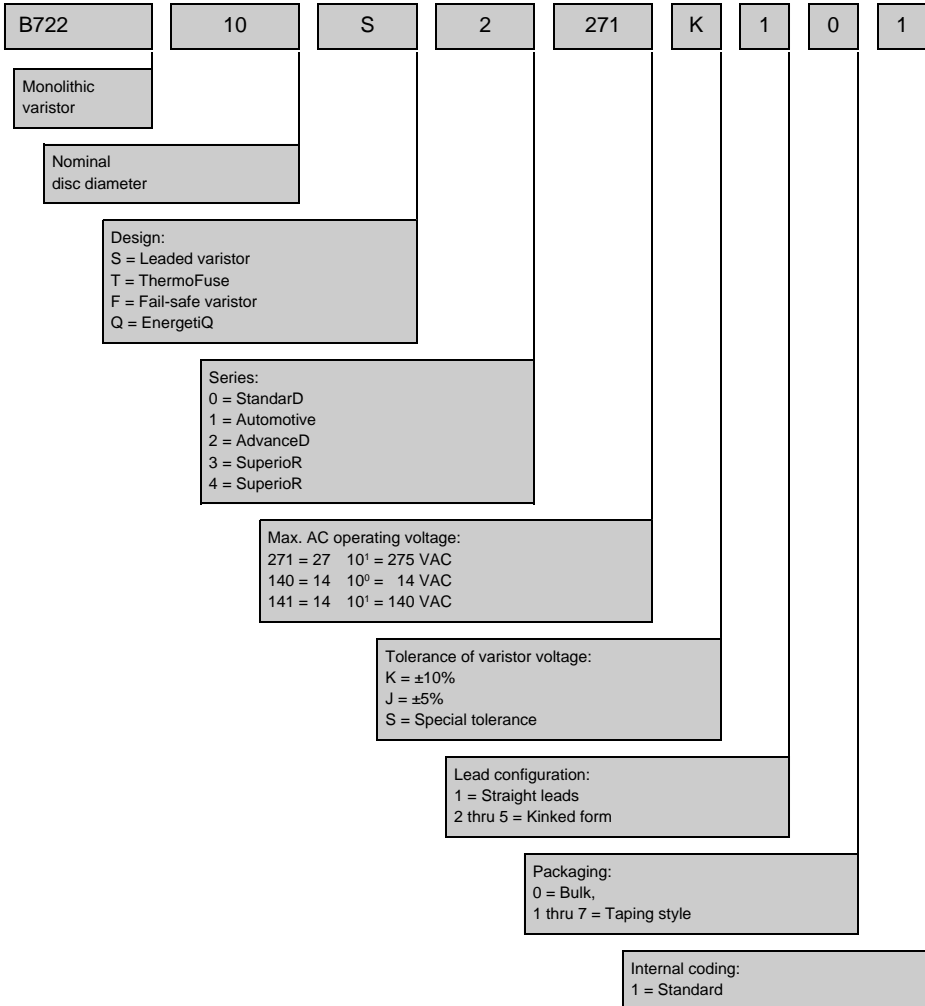 B722 10 S 2 271 K 1 0 1
Monolithic
varistor
Nominal
disc diameter
Design:
S = Leaded varistor
T = ThermoFuse
F = Fail-safe varistor
Q = EnergetiQ
Series:
0 = StandarD
1 = Automotive
2 = AdvanceD
3 = SuperioR
4 = SuperioR
Max. AC operating voltage:
271 = 27 10¹ = 275 VAC
140 = 14 10⁰ = 14 VAC
141 = 14 10¹ = 140 VAC
Tolerance of varistor voltage:
K = ±10%
J = ±5%
S = Special tolerance
Lead configuration:
1 = Straight leads
2 thru 5 = Kinked form
Packaging:
0 = Bulk,
1 thru 7 = Taping style
Internal coding:
1 = Standard